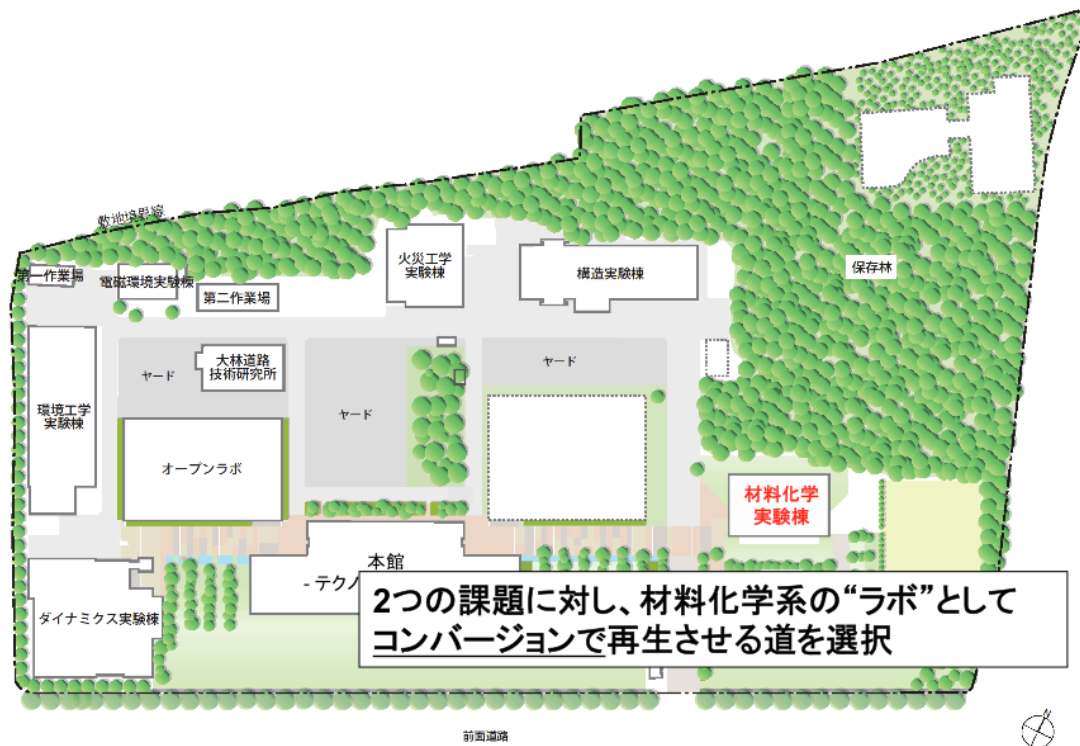 敷地境界線
火災工学
実験棟
構造実験棟
保存林
第一作業場
電磁環境実験棟
第二作業場
大林道路
技術研究所
ヤード
ヤード
ヤード
環境工学
実験棟
オープンラボ
材料化学
実験棟
本館
- テクノ
ダイナミクス実験棟
2つの課題に対し、材料化学系の“ラボ”として
コンバージョンで再生させる道を選択
前面道路
N